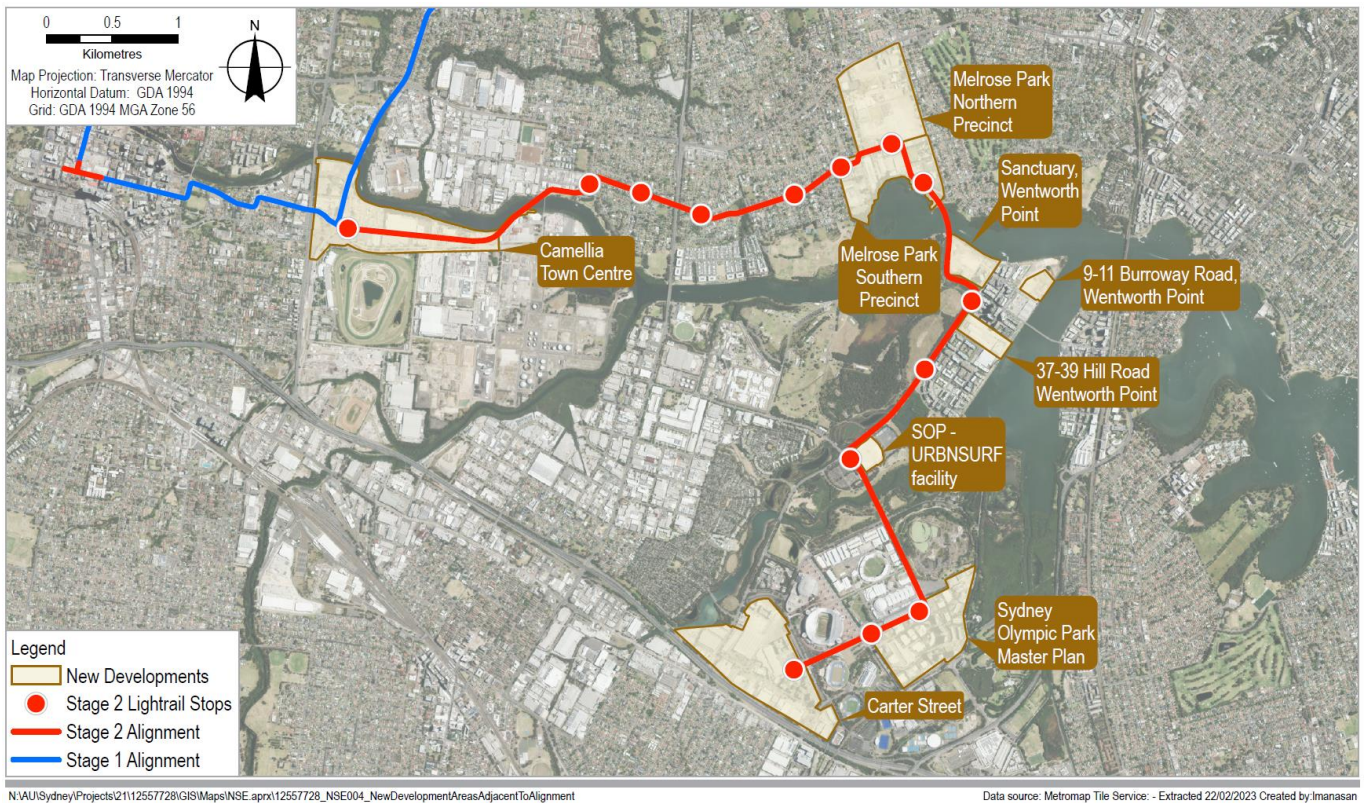 0 0.5 1
Kilometres
Map Projection: Transverse Mercator
Horizontal Datum: GDA 1994
Grid: GDA 1994 MGA Zone 56
N
Melrose Park
Northern
Precinct
Sanctuary,
Wentworth
Point
Camellia
Town Centre
Melrose Park
Southern
Precinct
9-11 Burroway Road,
Wentworth Point
37-39 Hill Road
Wentworth Point
SOP -
URBNSURF
facility
Sydney
Olympic Park
Master Plan
Carter Street
Legend
New Developments
Stage 2 Lightrail Stops
Stage 2 Alignment
Stage 1 Alignment
N:\AU\Sydney\Projects\21\12557728\GIS\Maps\NSE.aprx\12557728_NSE004_NewDevelopmentAreasAdjacentToAlignment
Data source: Metromap Tile Service: - Extracted 22/02/2023 Created by:lmanasan